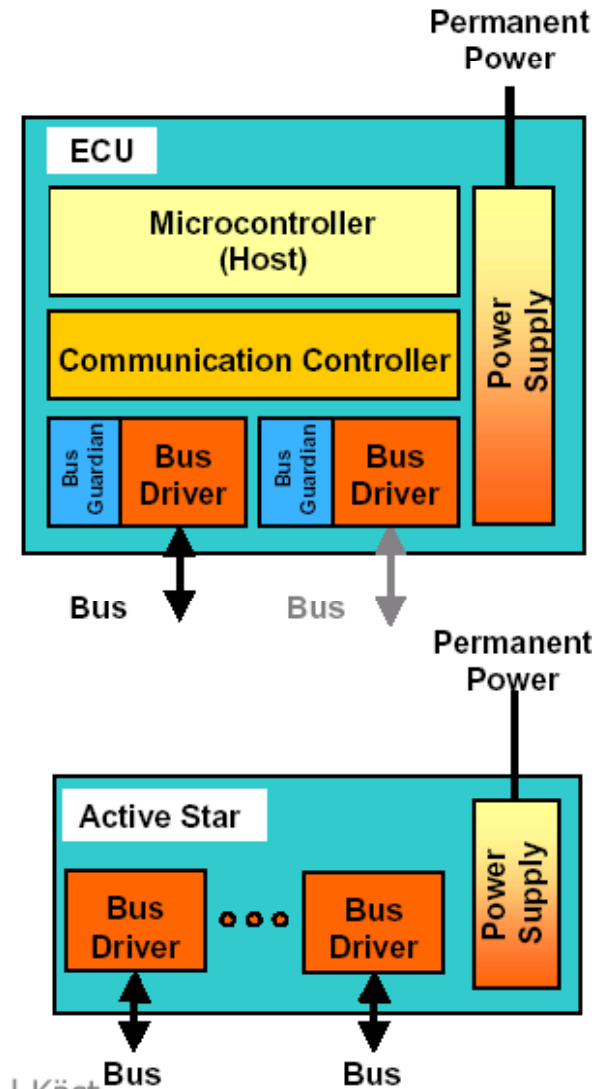 Permanent
Power
ECU
Microcontroller
(Host)
Communication Controller
Power
Supply
Bus
Guardian
Bus
Driver
Bus
Guardian
Bus
Driver
Bus
Bus
Permanent
Power
Active Star
Bus
Driver
Bus
Driver
Power
Supply
Bus
Bus